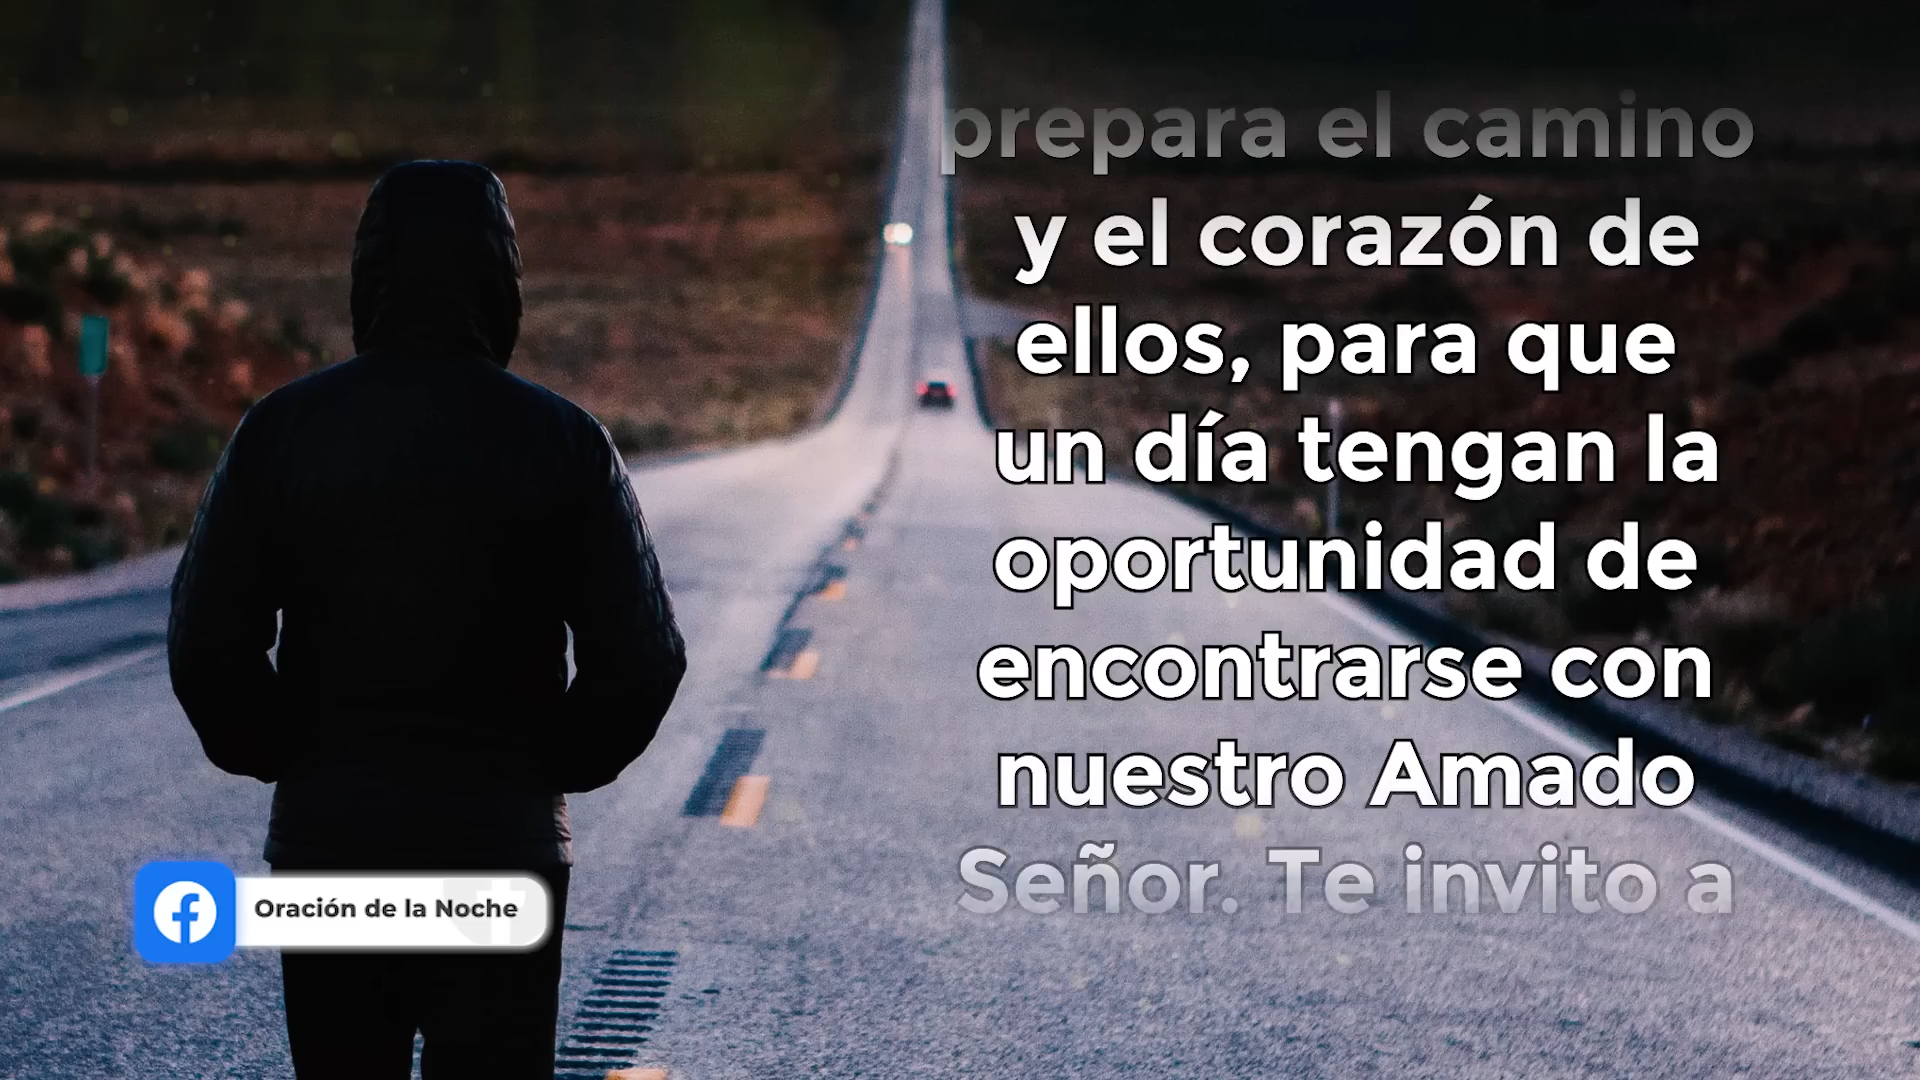 prepara el camino
y el corazón de
ellos, para que
un día tengan la
oportunidad de
encontrarse con
nuestro Amado
Señor. Te invito a
Oración de la Noche